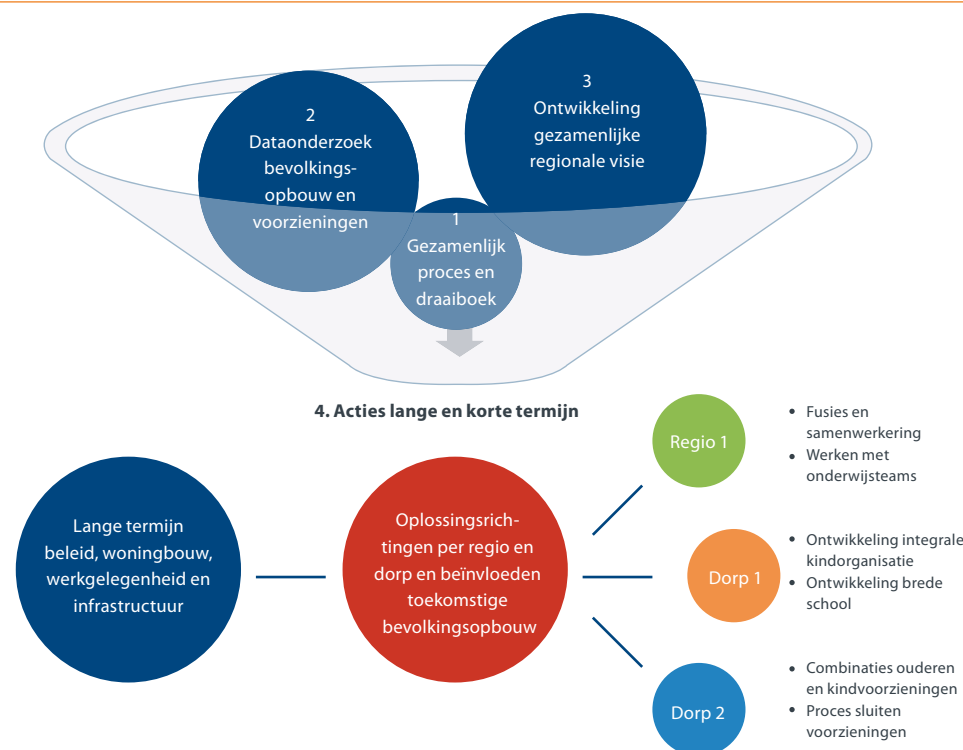 2
Dataonderzoek
bevolkings-
opbouw en
voorzieningen
3
Ontwikkeling
gezamenlijke
regionale visie
1
Gezamenlijk
proces en
draaiboek
4. Acties lange en korte termijn
Lange termijn
beleid, woningbouw,
werkgelegenheid en
infrastructuur
Oplossingsrich-
tingen per regio en
dorp en beïnvloeden
toekomstige
bevolkingsopbouw
Regio 1
• Fusies en
samenwerkering
• Werken met
onderwijsteams
Dorp 1
• Ontwikkeling integrale
kindorganisatie
• Ontwikkeling brede
school
Dorp 2
• Combinaties ouderen
en kindvoorzieningen
• Proces sluiten
voorzieningen